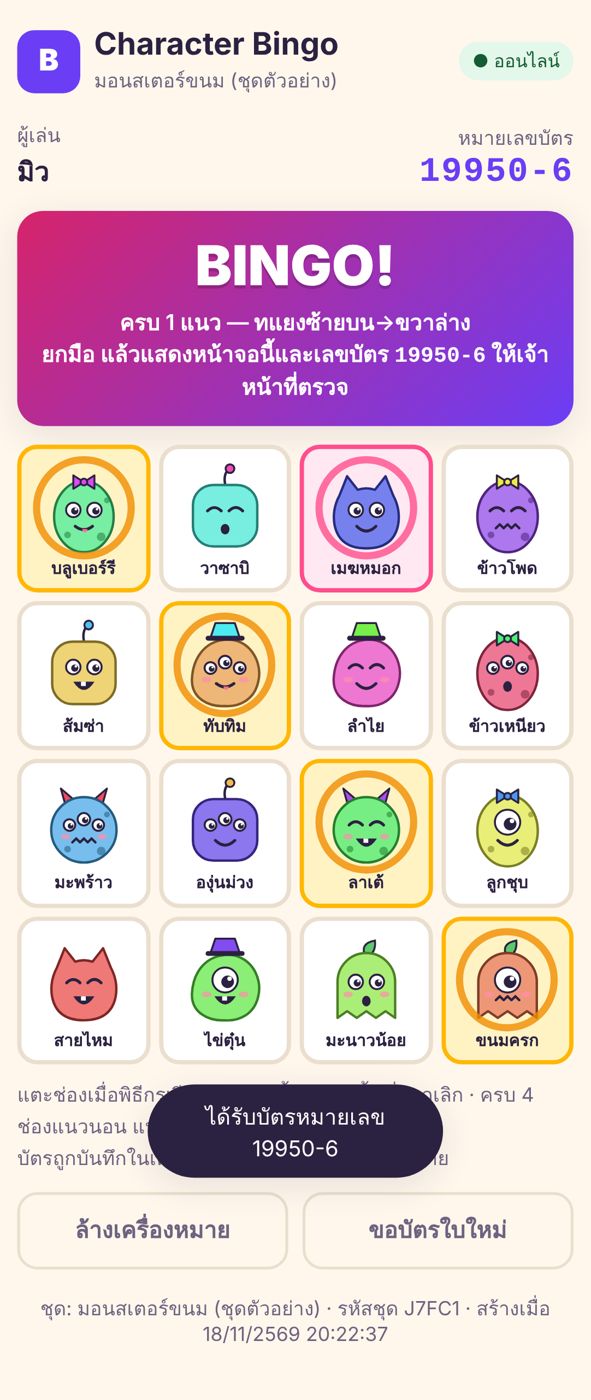 B
Character Bingo
มอนสเตอร์ขนม (ชุดตัวอย่าง)
ออนไลน์
ผู้เล่น
มิว
หมายเลขบัตร
19950-6
BINGO!
ครบ 1 แนว — ทแยงซ้ายบน→ขวาล่าง
ยกมือ แล้วแสดงหน้าจอนี้และเลขบัตร 19950-6 ให้เจ้า
หน้าที่ตรวจ
บลูเบอร์รี วาซาบิ เมฆหมอก ข้าวโพด
ส้มซ่า ทับทิม ลำไย ข้าวเหนียว
มะพร้าว องุ่นม่วง ลาเต้ ลูกชุบ
สายไหม ไข่ตุ๋น มะนาวน้อย ขนมครก
แตะช่องเมื่อพิธีกร เลิก · ครบ 4
ช่องแนวนอน
บัตรถูกบันทึกใน
ได้รับบัตรหมายเลข
19950-6
ล้างเครื่องหมาย ขอบัตรใบใหม่
ชุด: มอนสเตอร์ขนม (ชุดตัวอย่าง) · รหัสชุด J7FC1 · สร้างเมื่อ
18/11/2569 20:22:37